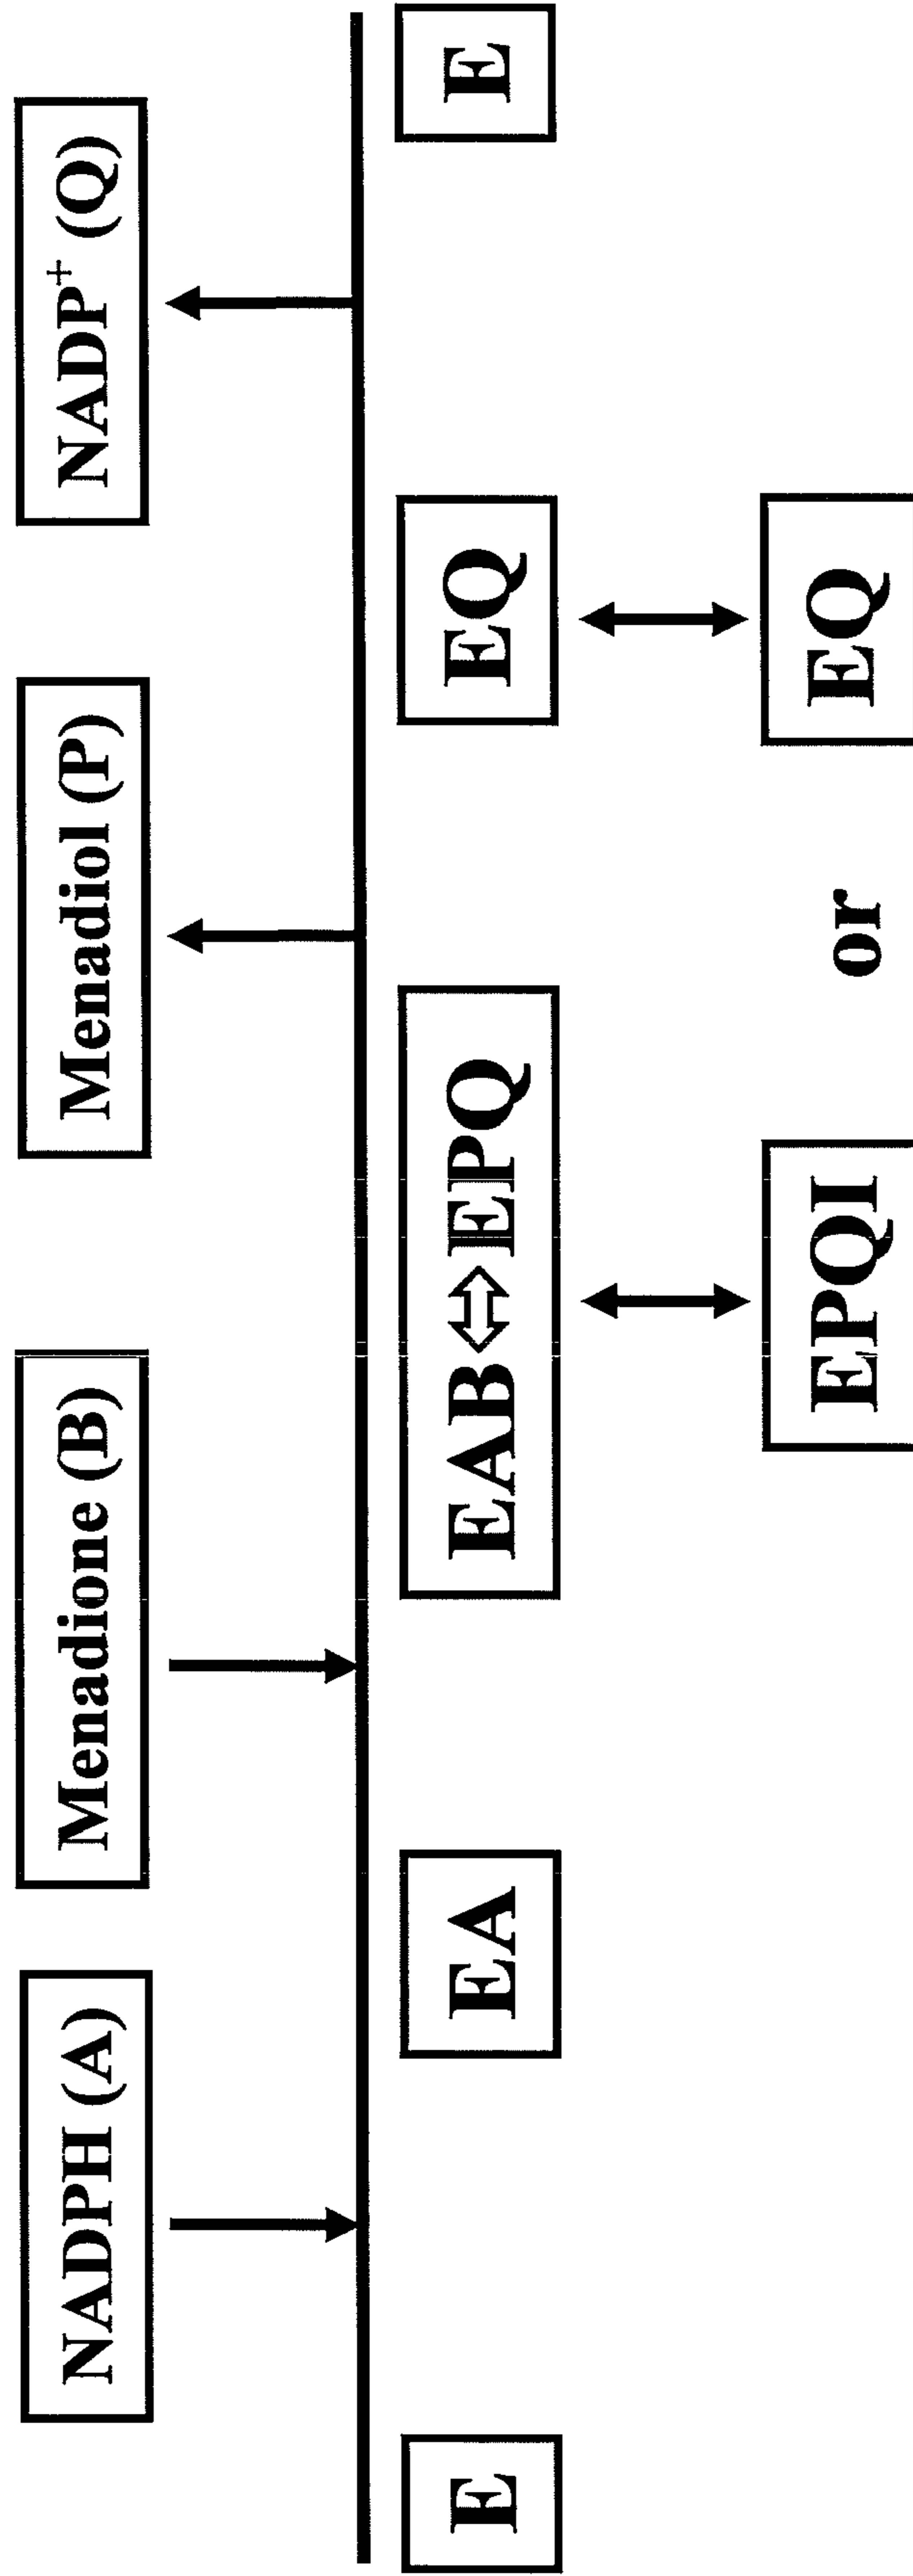 NADPH (A)
Menadione (B)
Menadiol (P)
NADP⁺ (Q)
E
EA
EAB⇔EPQ
EQ
E
EPQI
or
EQ